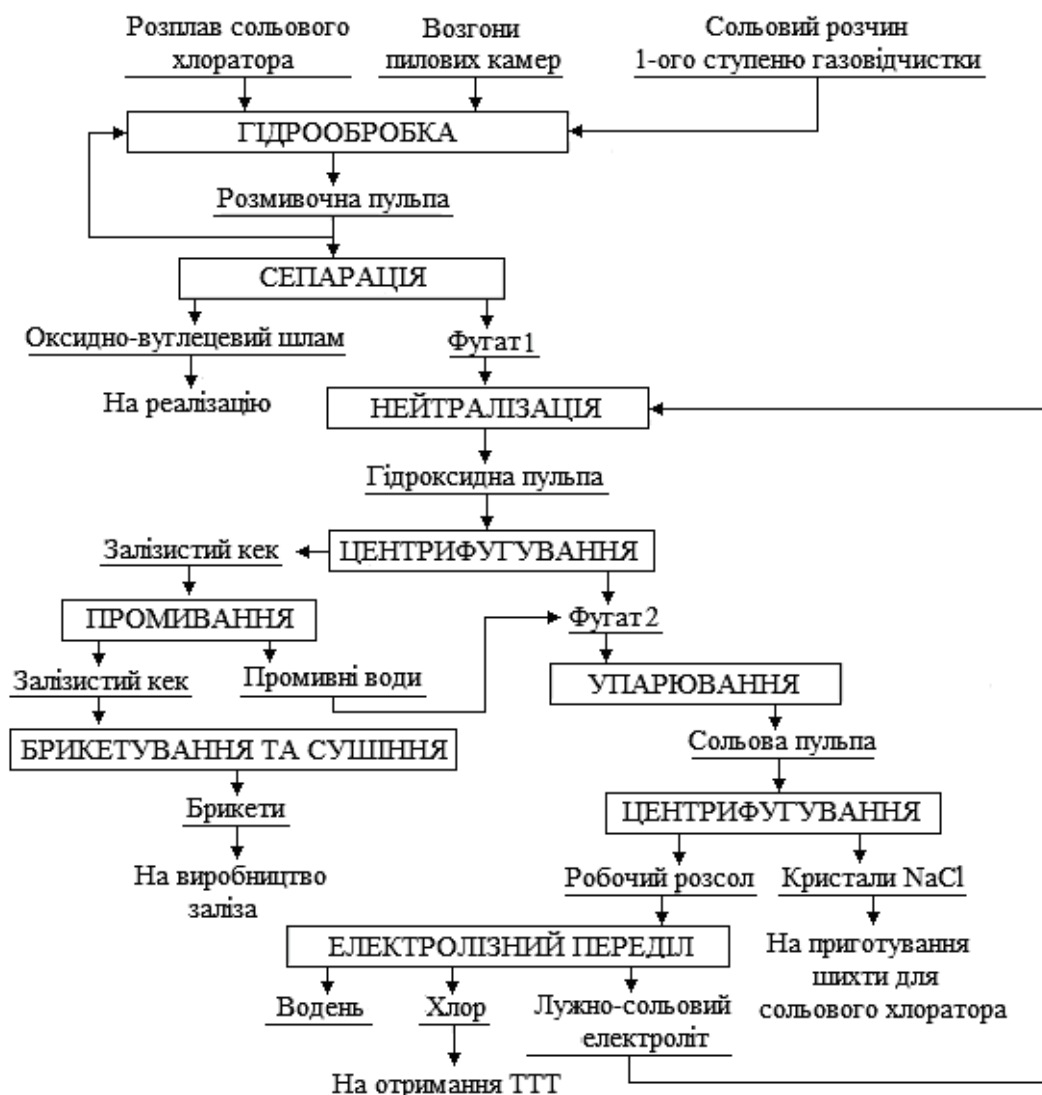 Розплав сольового
хлоратора
Возгони
пилових камер
Сольовий розчин
1-ого ступеню газовідчистки
ГІДРООБРОБКА
Розмивочна пульпа
СЕПАРАЦІЯ
Оксидно-вуглецевий шлам
Фугат 1
На реалізацію
НЕЙТРАЛІЗАЦІЯ
Гідроксидна пульпа
Залізистий кек
ЦЕНТРИФУГУВАННЯ
ПРОМИВАННЯ
Фугат 2
Залізистий кек
Промивні води
УПАРЮВАННЯ
БРИКЕТУВАННЯ ТА СУШІННЯ
Сольова пульпа
Брикети
ЦЕНТРИФУГУВАННЯ
На виробництво
заліза
Робочий розсол
Кристали NaCl
ЕЛЕКТРОЛІЗНИЙ ПЕРЕДІЛ
На приготування
шихти для
сольового хлоратора
Водень
Хлор
Лужно-сольовий
електроліт
На отримання ТТТ